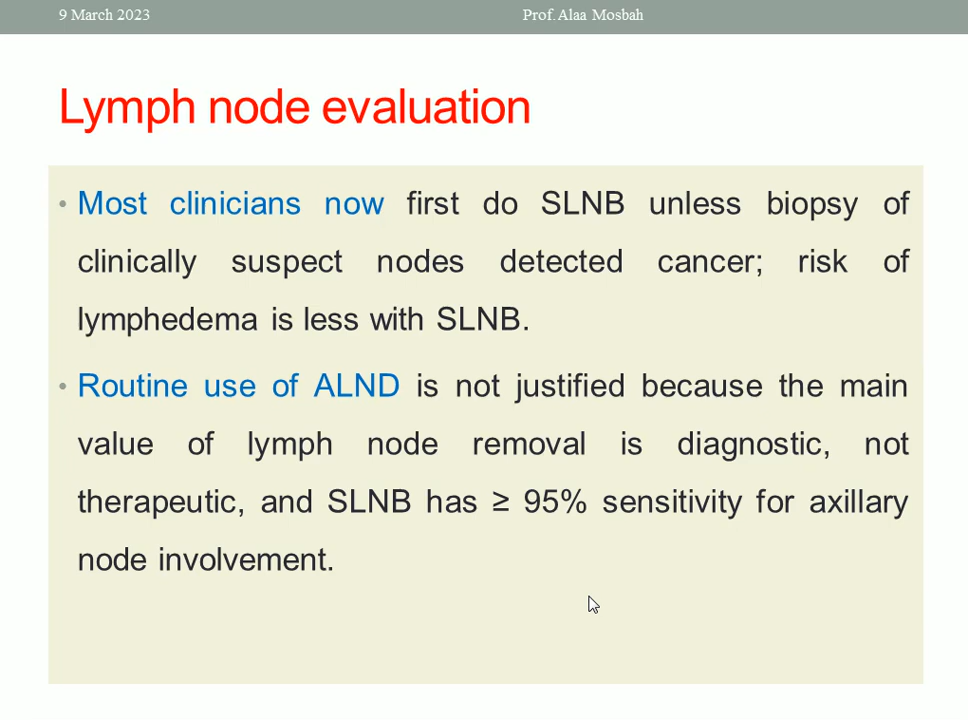 9 March 2023
Prof. Alaa Mosbah
Lymph node evaluation
• Most clinicians now first do SLNB unless biopsy of
clinically suspect nodes detected cancer; risk of
lymphedema is less with SLNB.
• Routine use of ALND is not justified because the main
value of lymph node removal is diagnostic, not
therapeutic, and SLNB has ≥ 95% sensitivity for axillary
node involvement.